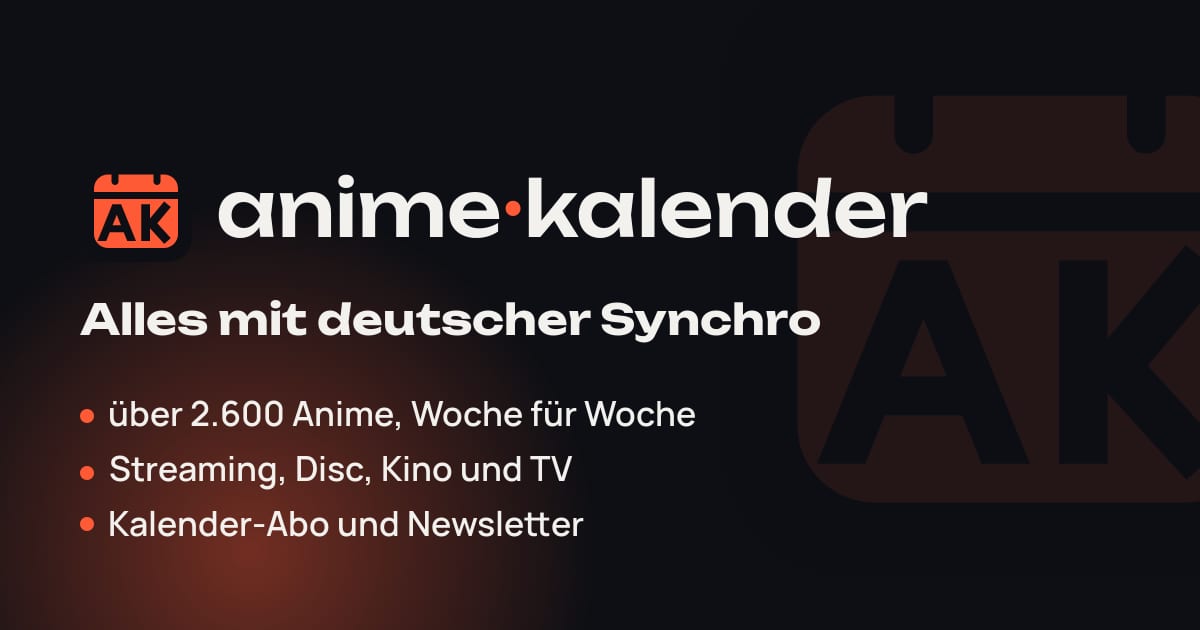 AK
anime·kalender
AK
Alles mit deutscher Synchro
über 2.600 Anime, Woche für Woche
Streaming, Disc, Kino und TV
Kalender-Abo und Newsletter